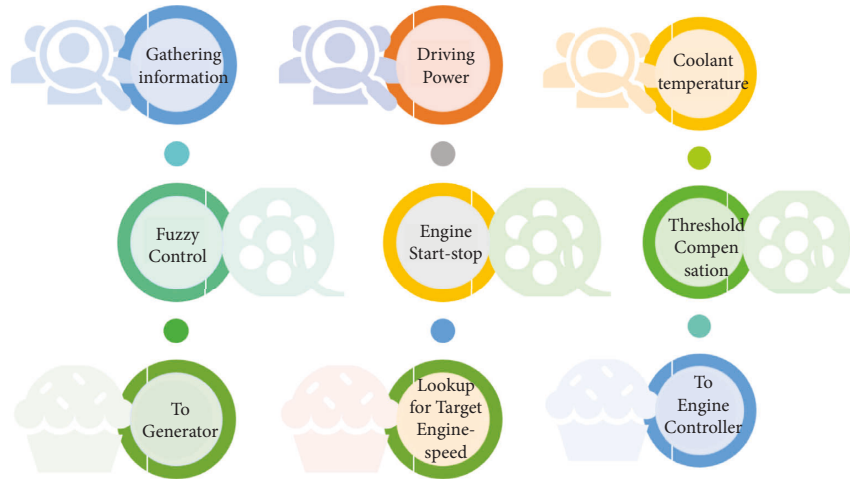 Gathering
information
Driving
Power
Coolant
temperature
Fuzzy
Control
Engine
Start-stop
Threshold
Compen
sation
To
Generator
Lookup
for Target
Engine-
speed
To
Engine
Controller